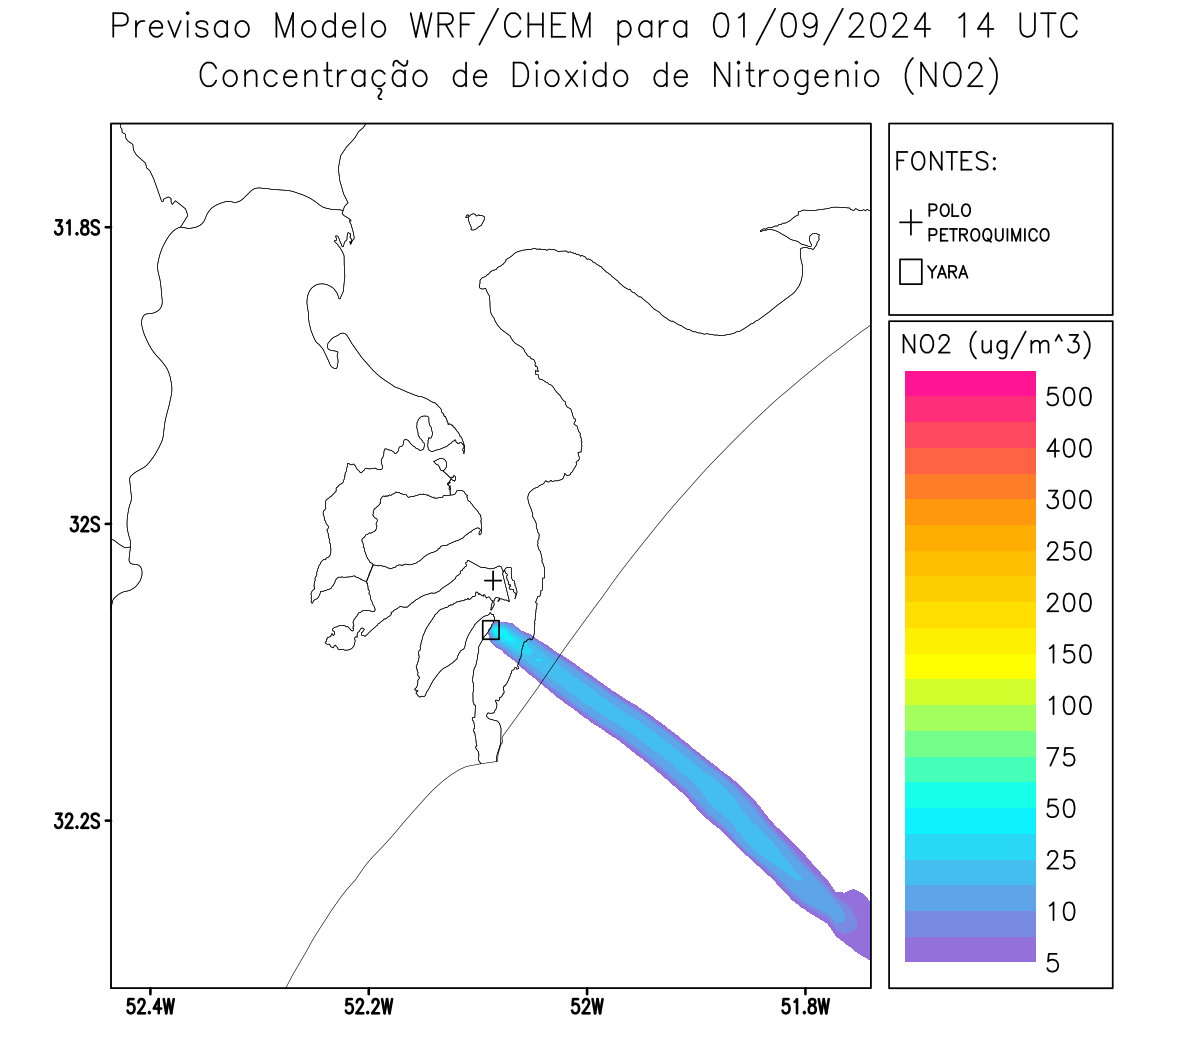 Previsao Modelo WRF/CHEM para 01/09/2024 14 UTC
Concentração de Dioxido de Nitrogenio (NO2)
FONTES:
POLO
PETROQUIMICO
YARA
NO2 (ug/m^3)
500
400
300
250
200
150
100
75
50
25
10
5
31.8S
32S
32.2S
52.4W
52.2W
52W
51.8W